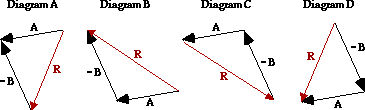 Diagram A Diagram B Diagram C Diagram D
A R - B
R - B A
A - B R
- B R A